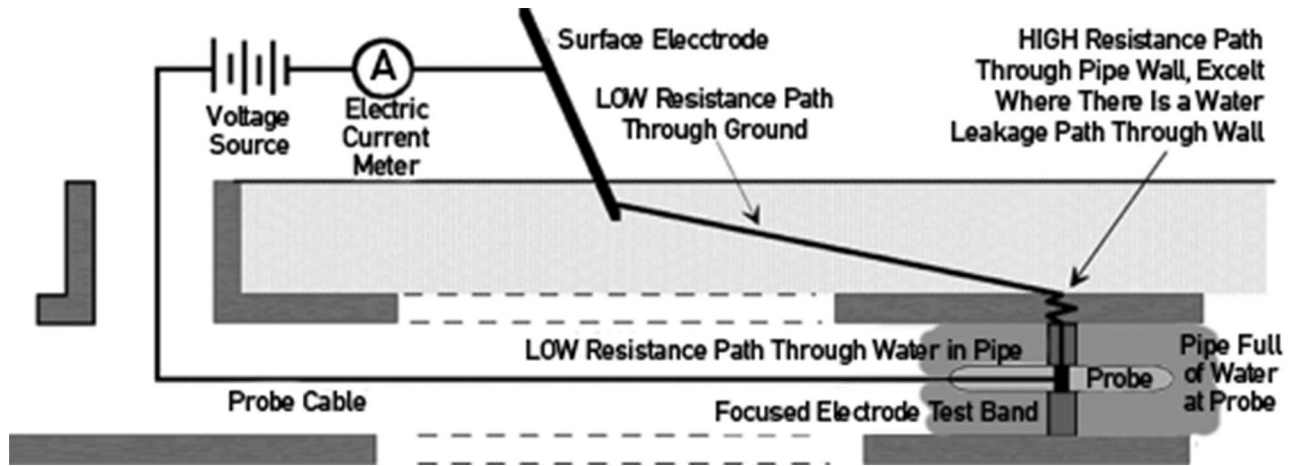 Surface Elecctrode
HIGH Resistance Path
Through Pipe Wall, Excelt
Where There Is a Water
Leakage Path Through Wall
A
Voltage
Source
Electric
Current
Meter
LOW Resistance Path
Through Ground
LOW Resistance Path Through Water in Pipe
Pipe Full
of Water
at Probe
Probe
Probe Cable
Focused Electrode Test Band